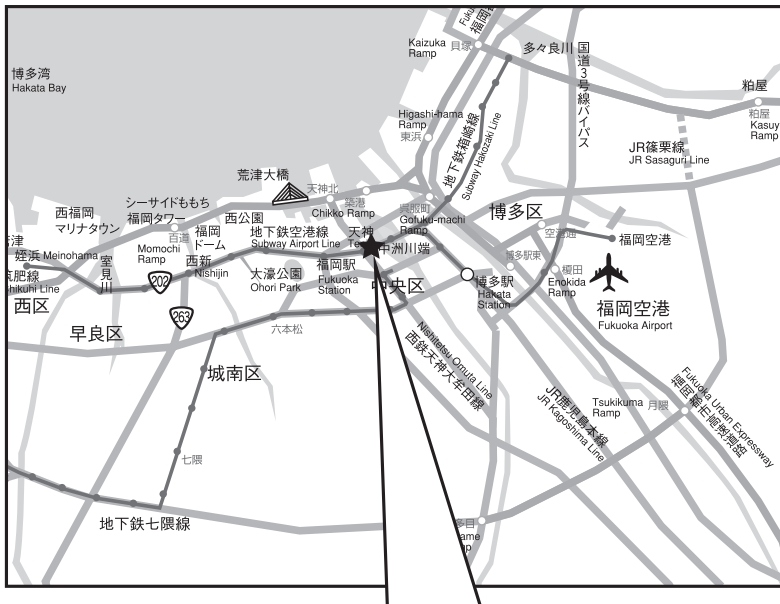 博多湾
Hakata Bay
Kaizuka
Ramp
貝塚
多々良川
国道3号線バイパス
粕屋
粕屋
Kasuy
Ramp
Higashi-hama
Ramp
東浜
地下鉄箱崎線
Subway Hakozaki Line
JR篠栗線
JR Sasaguri Line
荒津大橋
天神北
築港
Chikko Ramp
呉服町
Gofuku-machi
Ramp
博多区
シーサイドももち
福岡タワー
西公園
西福岡
マリナタウン
百道
Momochi
Ramp
福岡
ドーム
地下鉄空港線
Subway Airport Line
天神
中洲川端
空港通
福岡空港
姪浜 Meinohama
室見川
西新
Nishijin
大濠公園
Ohori Park
福岡駅
Fukuoka
Station
中央区
博多駅東
博多駅
Hakata
Station
榎田
Enokida
Ramp
福岡空港
Fukuoka Airport
西区
202
263
早良区
六本松
城南区
七隈
地下鉄七隈線
Nishitetsu Omuta Line
西鉄天神大牟田線
JR鹿児島本線
JR Kagoshima Line
Tsukikuma
Ramp
月隈
Fukuoka Urban Expressway
福岡都市高速道路
多目
ame